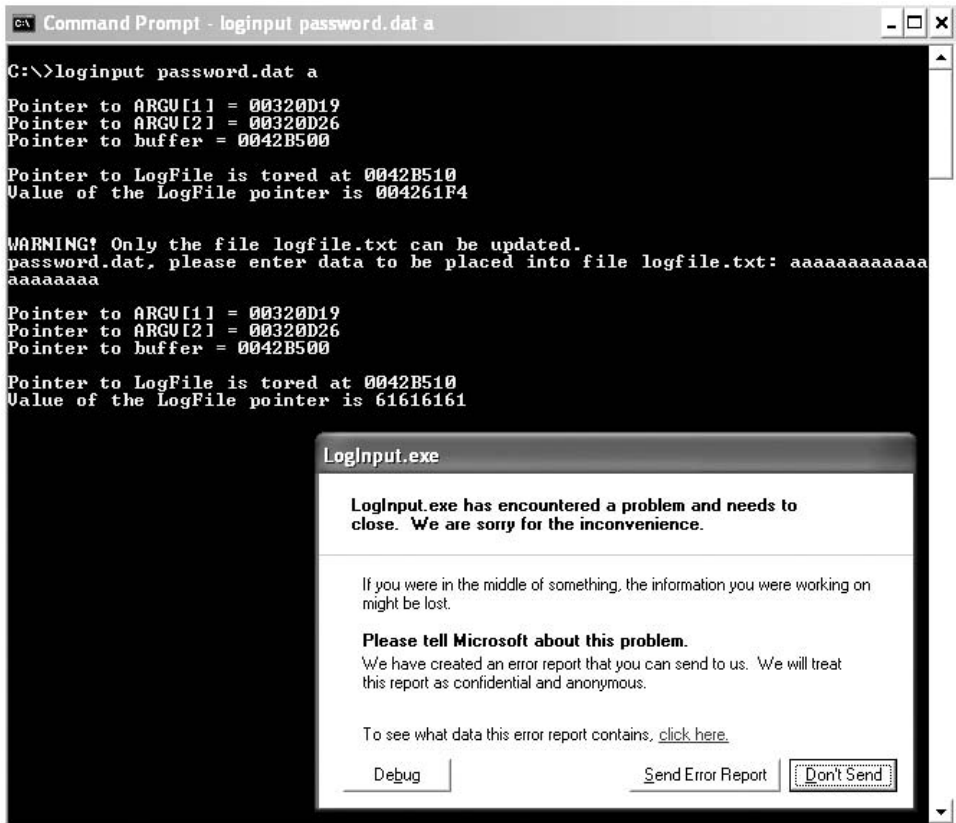 Command Prompt - loginput password.dat a
C:\>loginput password.dat a
Pointer to ARGV[1] = 00320D19
Pointer to ARGV[2] = 00320D26
Pointer to buffer = 0042B500
Pointer to LogFile is tored at 0042B510
Value of the LogFile pointer is 004261F4
WARNING! Only the file logfile.txt can be updated.
password.dat, please enter data to be placed into file logfile.txt: aaaaaaaaaaaa
aaaaaaaa
Pointer to ARGV[1] = 00320D19
Pointer to ARGV[2] = 00320D26
Pointer to buffer = 0042B500
Pointer to LogFile is tored at 0042B510
Value of the LogFile pointer is 61616161
LogInput.exe
LogInput.exe has encountered a problem and needs to
close. We are sorry for the inconvenience.
If you were in the middle of something, the information you were working on
might be lost.
Please tell Microsoft about this problem.
We have created an error report that you can send to us. We will treat
this report as confidential and anonymous.
To see what data this error report contains, click here.
Debug
Send Error Report
Don't Send